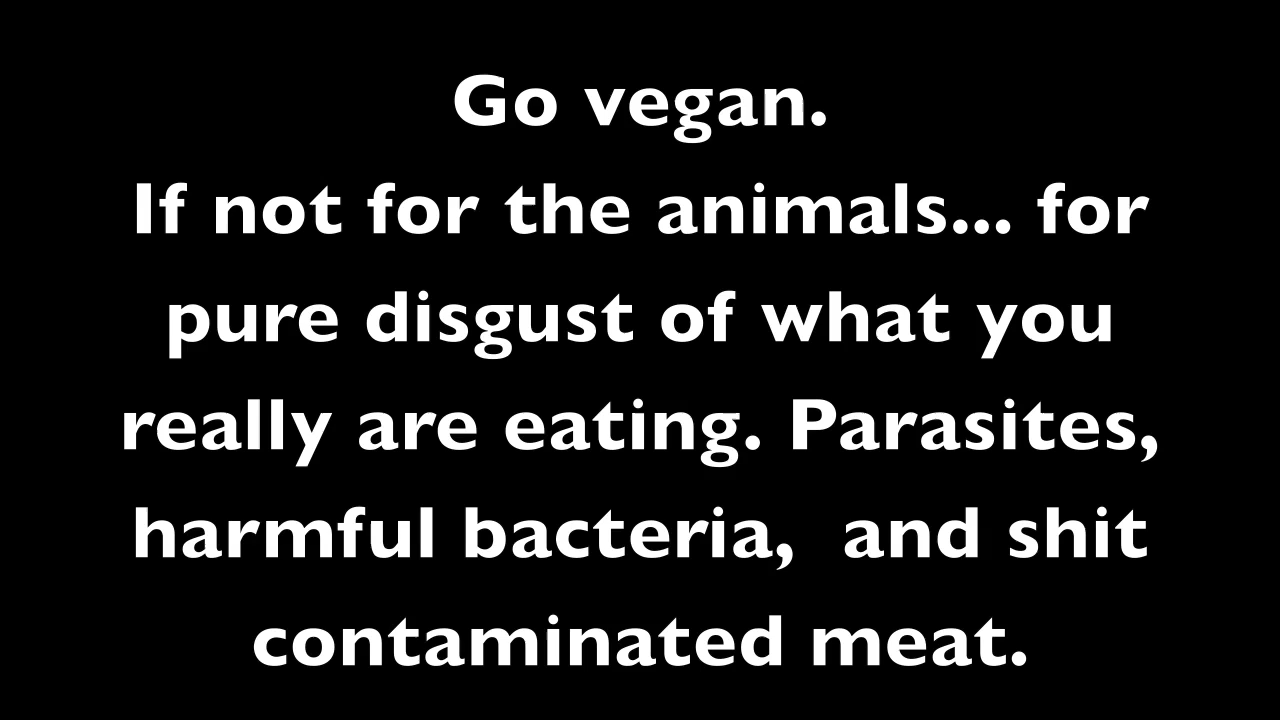 Go vegan.
If not for the animals... for
pure disgust of what you
really are eating. Parasites,
harmful bacteria,  and shit
contaminated meat.